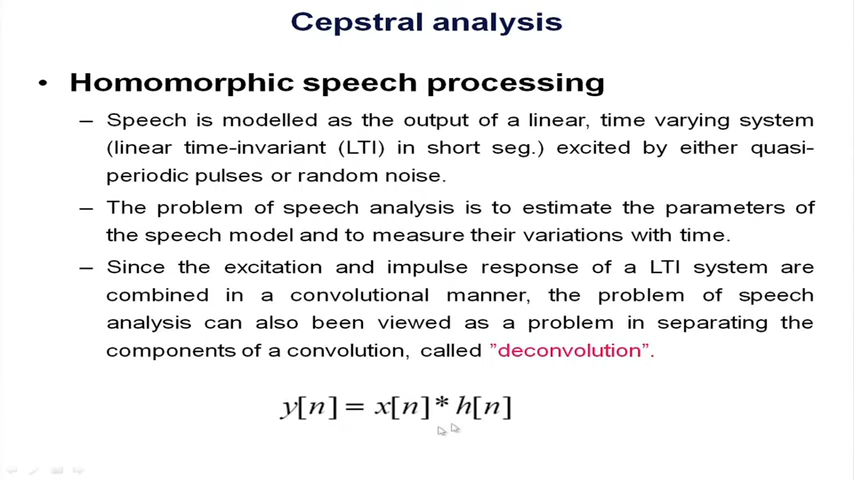 Cepstral analysis
• Homomorphic speech processing
– Speech is modelled as the output of a linear, time varying system
(linear time-invariant (LTI) in short seg.) excited by either quasi-
periodic pulses or random noise.
– The problem of speech analysis is to estimate the parameters of
the speech model and to measure their variations with time.
– Since the excitation and impulse response of a LTI system are
combined in a convolutional manner, the problem of speech
analysis can also been viewed as a problem in separating the
components of a convolution, called ”deconvolution”.
y[n] = x[n]* h[n]